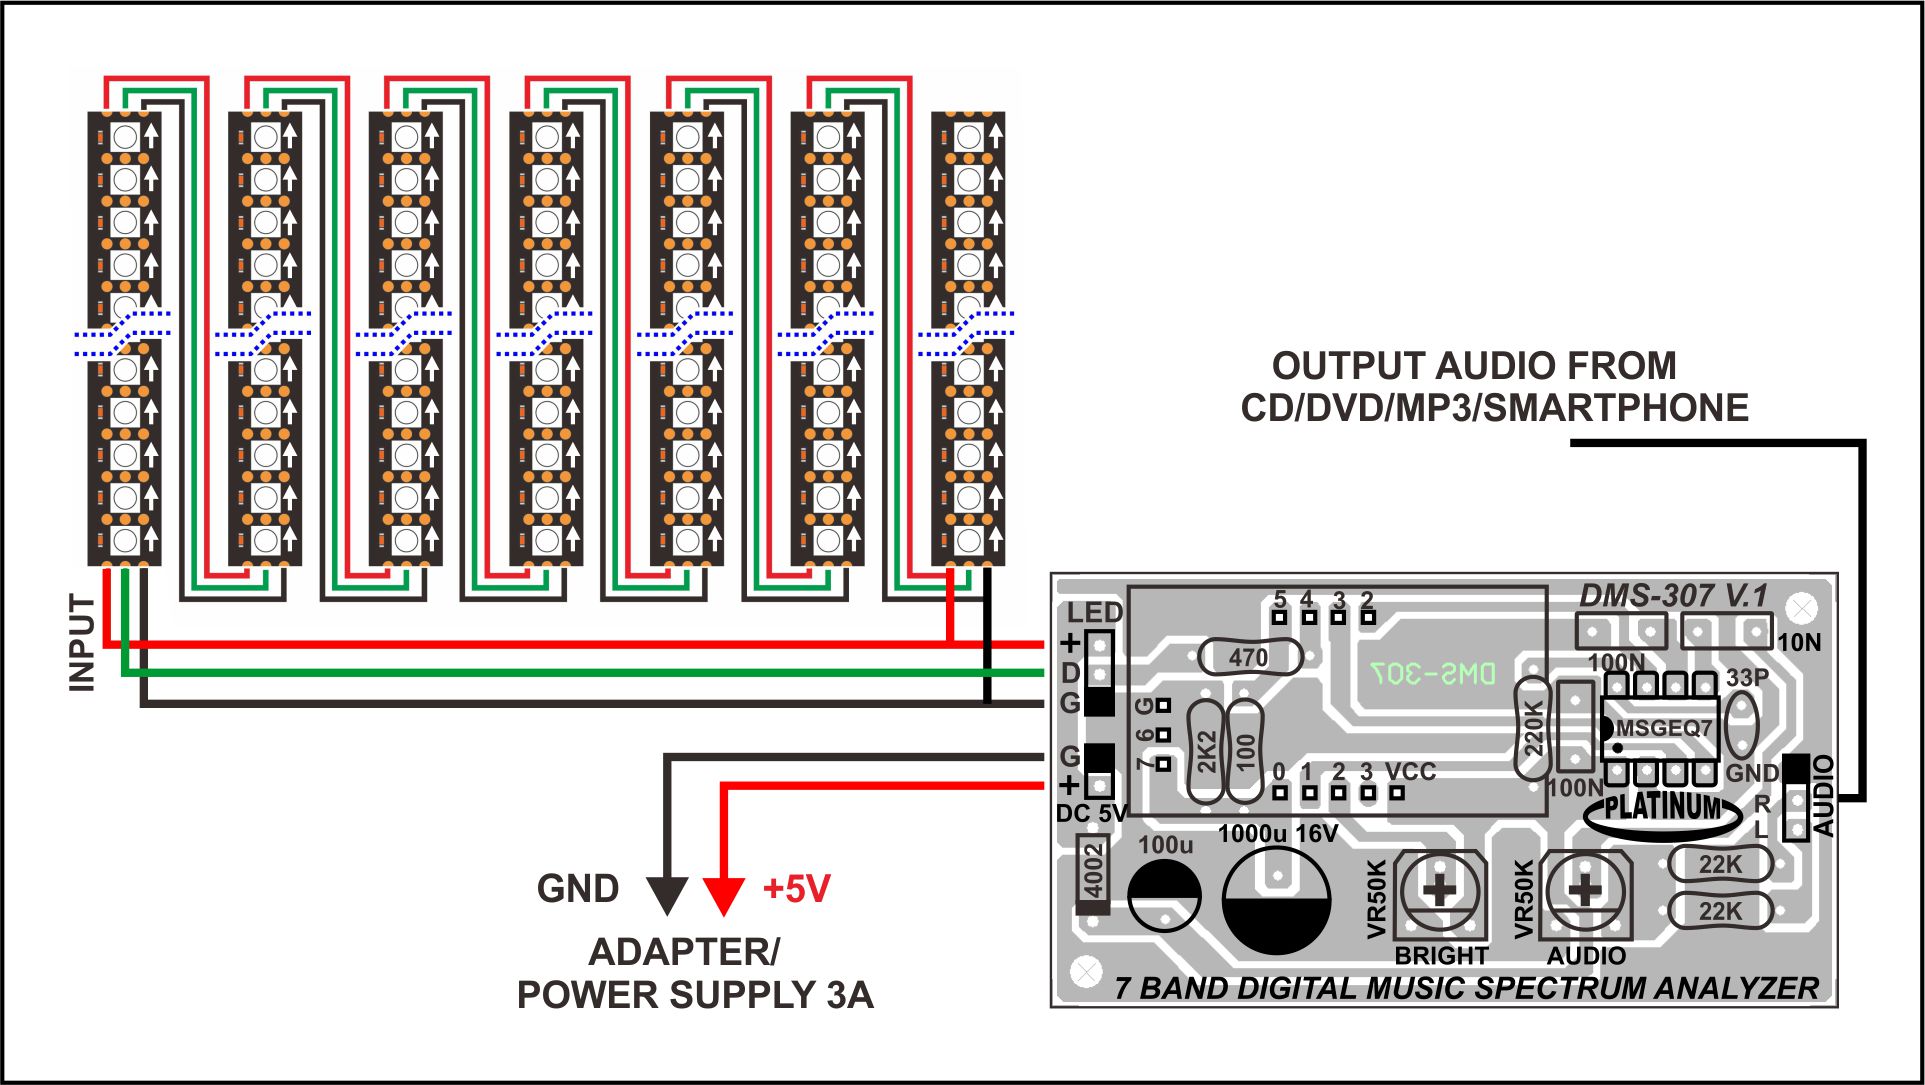 OUTPUT AUDIO FROM
CD/DVD/MP3/SMARTPHONE
INPUT
LED
+
D
G
G
+
DC 5V
5 4 3 2
DMS-307 V.1
10N
100N
470
DMS-307
33P
220K
MSGEQ7
G
6
7
2K2
100
0 1 2 3 VCC
100N
PLATINUM
GND
R
L
AUDIO
GND
+5V
ADAPTER/
POWER SUPPLY 3A
4002
100u
1000u 16V
VR50K
BRIGHT
VR50K
AUDIO
22K
22K
7 BAND DIGITAL MUSIC SPECTRUM ANALYZER